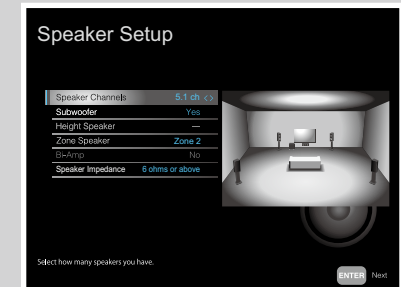 Speaker Setup
Speaker Channels 5.1 ch <>
Subwoofer Yes
Height Speaker —
Zone Speaker Zone 2
Bi-Amp No
Speaker Impedance 6 ohms or above
Select how many speakers you have.
ENTER Next